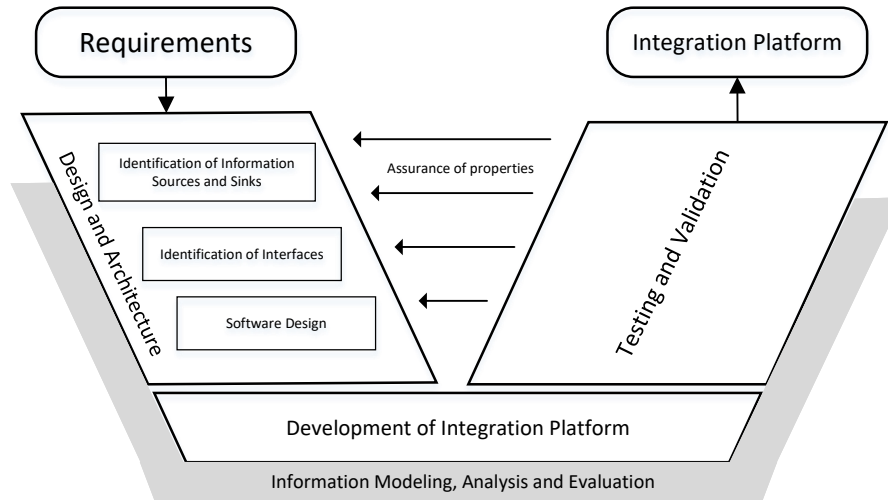 Requirements
Integration Platform
Design and Architecture
Identification of Information
Sources and Sinks
Identification of Interfaces
Software Design
Assurance of properties
Testing and Validation
Development of Integration Platform
Information Modeling, Analysis and Evaluation